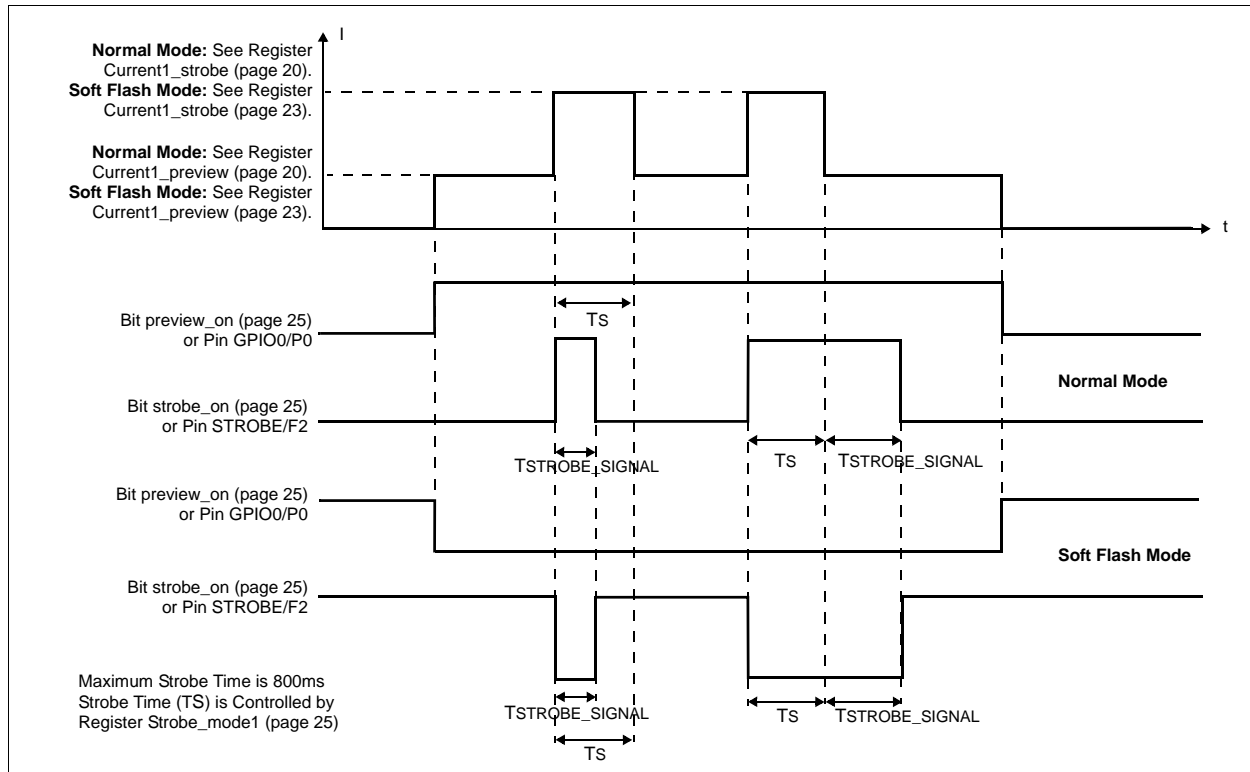 I
Normal Mode: See Register
Current1_strobe (page 20).
Soft Flash Mode: See Register
Current1_strobe (page 23).
Normal Mode: See Register
Current1_preview (page 20).
Soft Flash Mode: See Register
Current1_preview (page 23).
t
TS
Bit preview_on (page 25)
or Pin GPIO0/P0
Normal Mode
Bit strobe_on (page 25)
or Pin STROBE/F2
TSTROBE_SIGNAL
TS
TSTROBE_SIGNAL
Bit preview_on (page 25)
or Pin GPIO0/P0
Soft Flash Mode
Bit strobe_on (page 25)
or Pin STROBE/F2
Maximum Strobe Time is 800ms
Strobe Time (TS) is Controlled by
Register Strobe_mode1 (page 25)
TSTROBE_SIGNAL
TS
TS
TSTROBE_SIGNAL